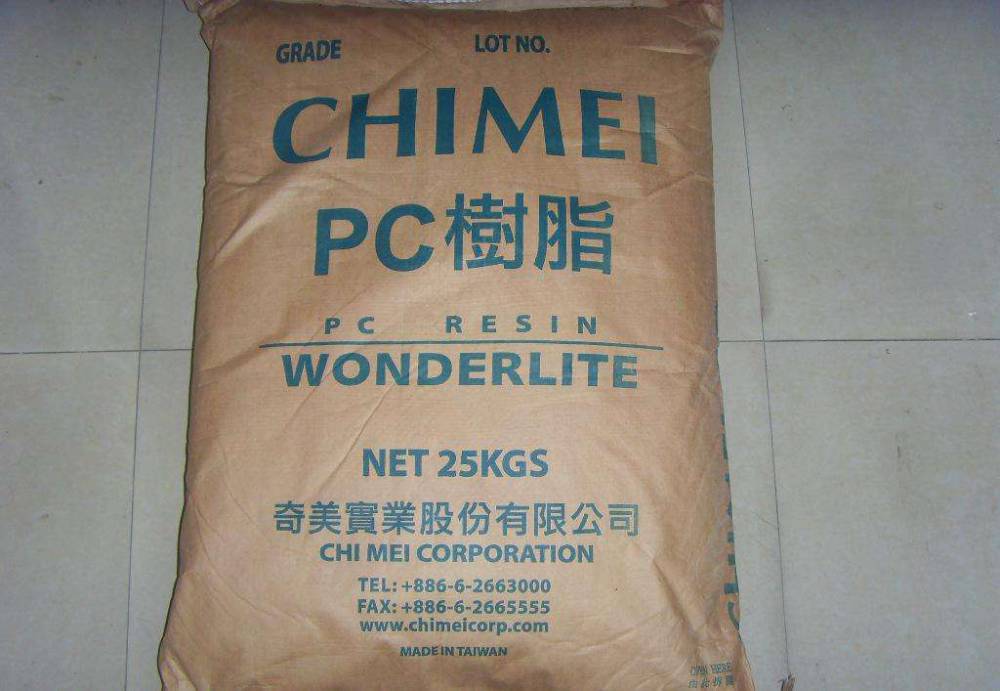 GRADE LOT NO.
CHIMEI
PC樹脂
PC RESIN
WONDERLITE
NET 25KGS
奇美實業股份有限公司
CHI MEI CORPORATION
TEL: +886-6-2663000
FAX: +886-6-2665555
www.chimeicorp.com
MADE IN TAIWAN
OPEN HERE